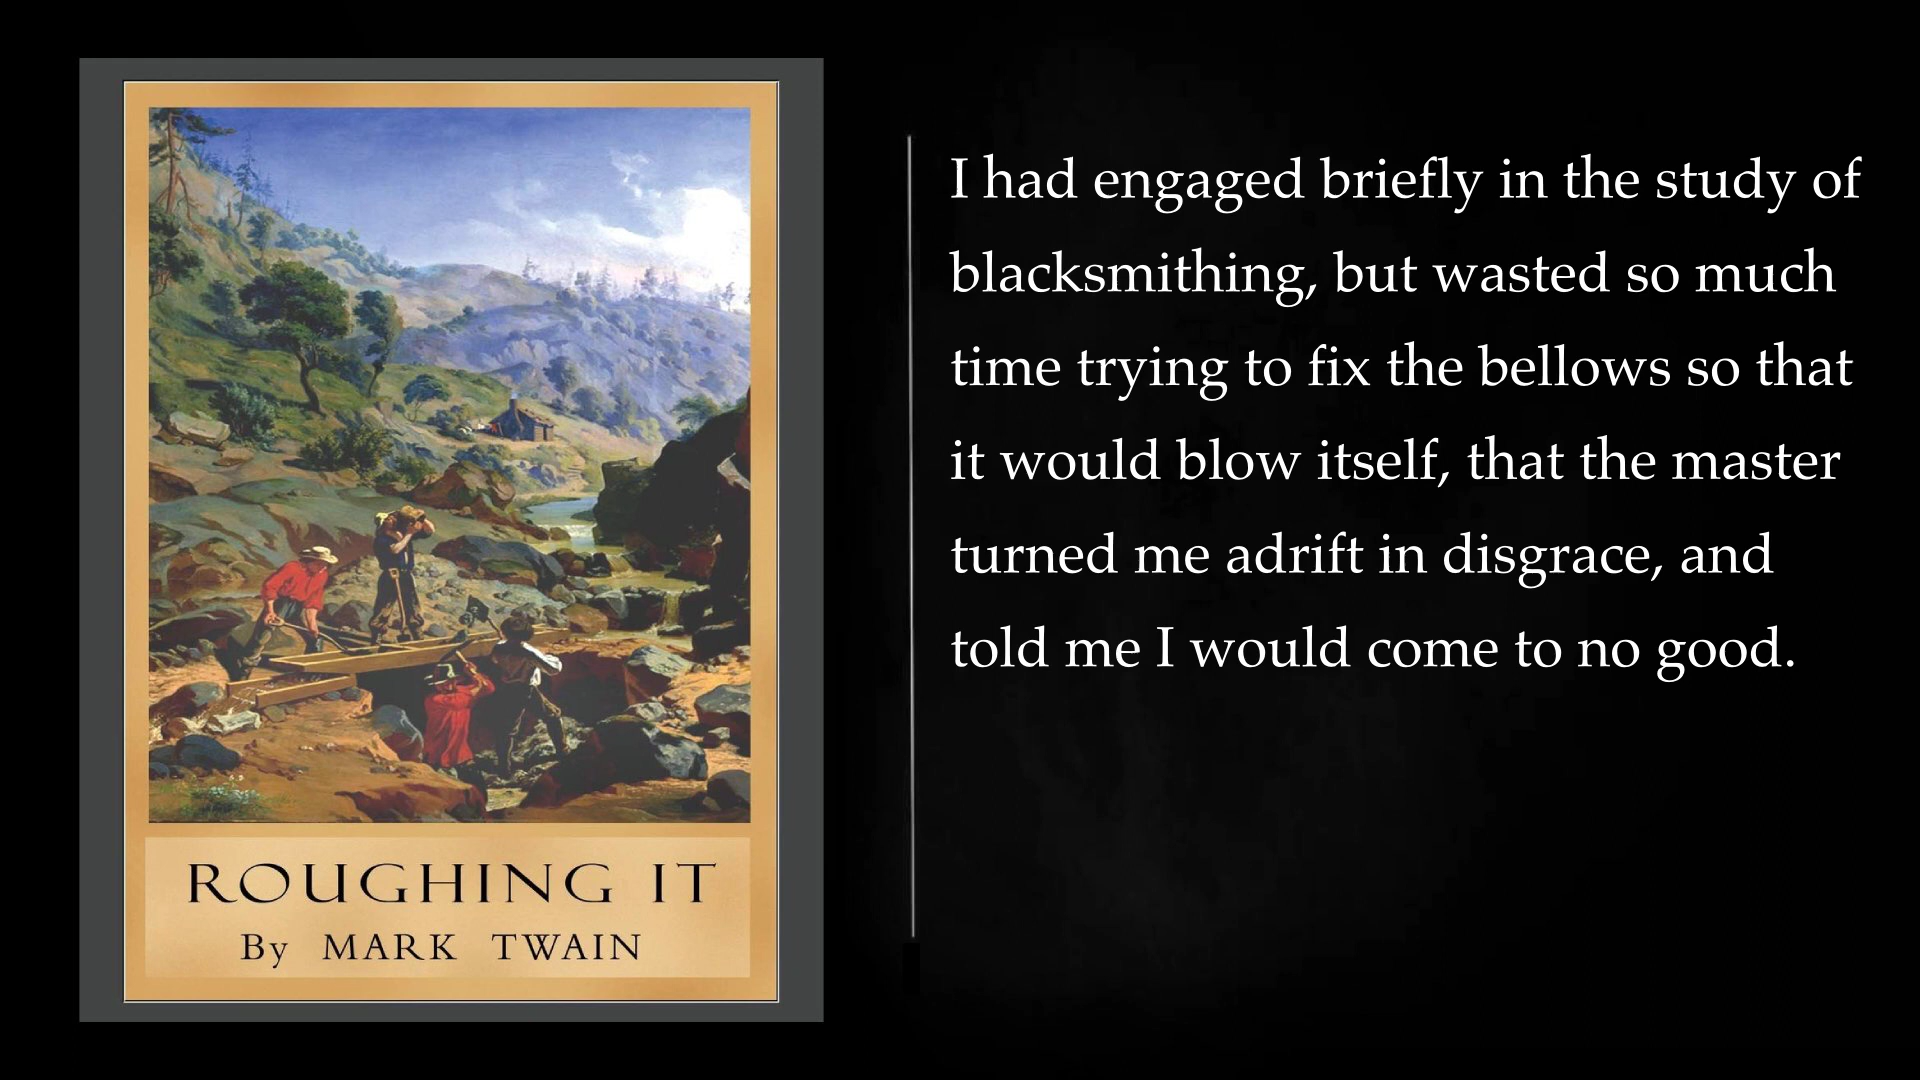 ROUGHING IT
By MARK TWAIN
I had engaged briefly in the study of
blacksmithing, but wasted so much
time trying to fix the bellows so that
it would blow itself, that the master
turned me adrift in disgrace, and
told me I would come to no good.